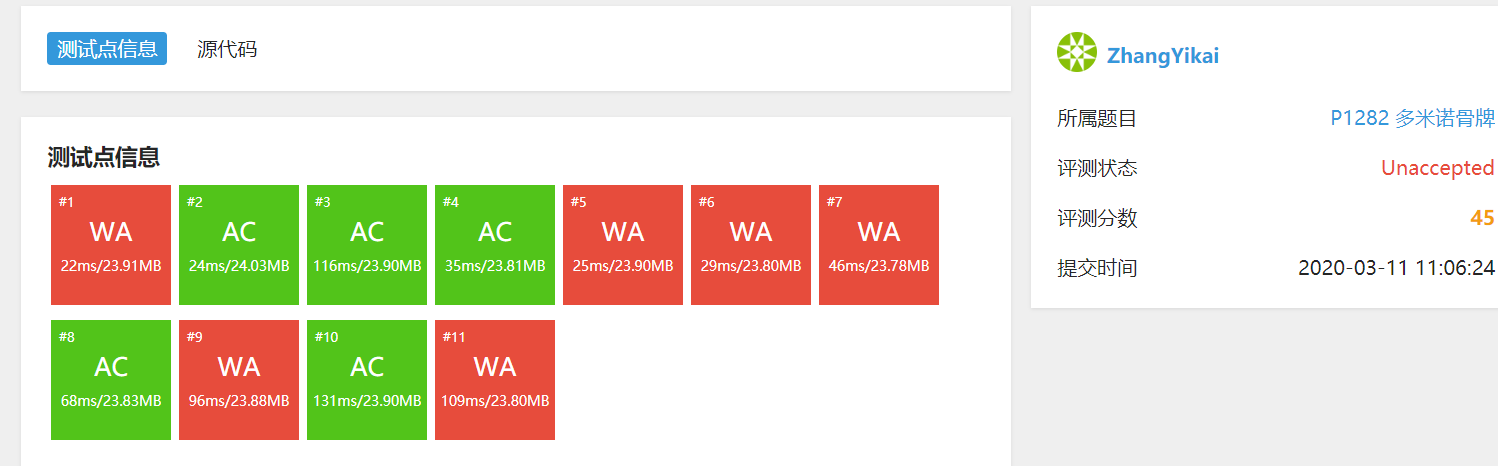 测试点信息 源代码
测试点信息
#1 #2 #3 #4 #5 #6 #7
WA AC AC AC WA WA WA
22ms/23.91MB 24ms/24.03MB 116ms/23.90MB 35ms/23.81MB 25ms/23.90MB 29ms/23.80MB 46ms/23.78MB
#8 #9 #10 #11
AC WA AC WA
68ms/23.83MB 96ms/23.88MB 131ms/23.90MB 109ms/23.80MB
ZhangYikai
所属题目 P1282 多米诺骨牌
评测状态 Unaccepted
评测分数 45
提交时间 2020-03-11 11:06:24